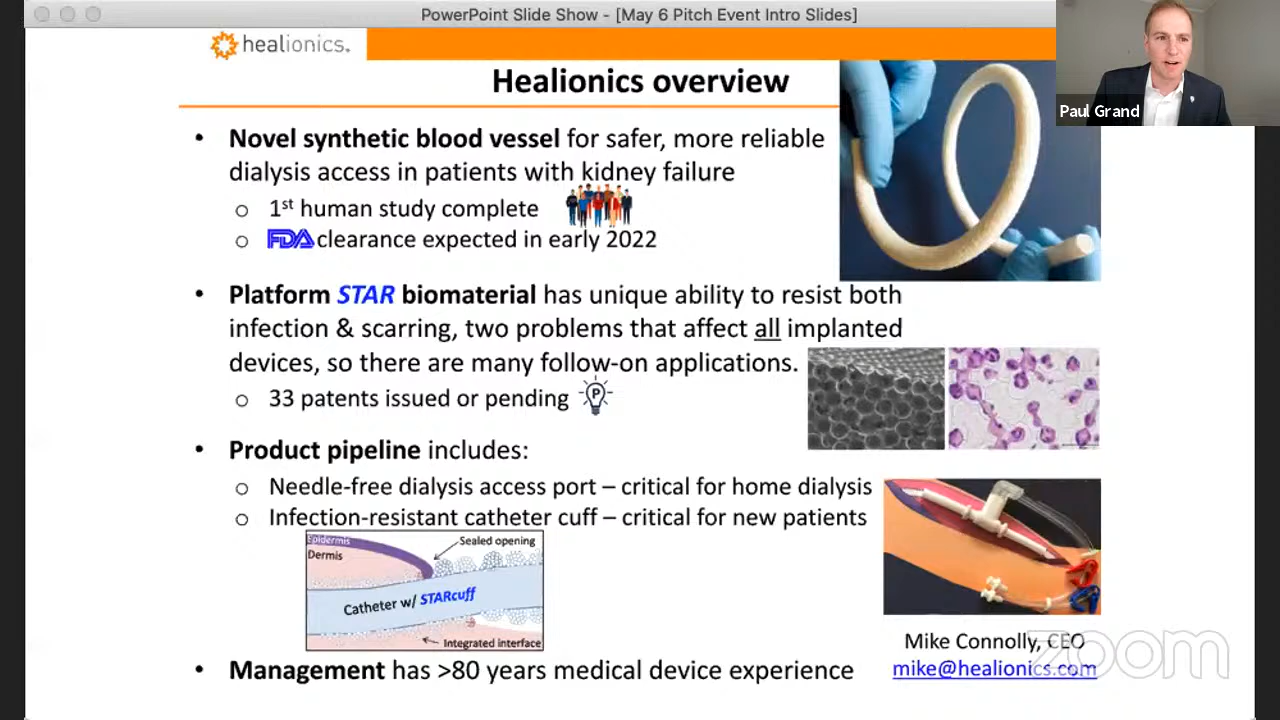 PowerPoint Slide Show - [May 6 Pitch Event Intro Slides]
healionics.
Paul Grand
Healionics overview
• Novel synthetic blood vessel for safer, more reliable
dialysis access in patients with kidney failure
o 1st human study complete
o FDA clearance expected in early 2022
• Platform STAR biomaterial has unique ability to resist both
infection & scarring, two problems that affect all implanted
devices, so there are many follow-on applications.
o 33 patents issued or pending
P
• Product pipeline includes:
o Needle-free dialysis access port – critical for home dialysis
o Infection-resistant catheter cuff – critical for new patients
Epidermis
Sealed opening
Dermis
Catheter w/ STARcuff
Integrated interface
Mike Connolly, CEO
mike@healionics.com
zoom
• Management has >80 years medical device experience